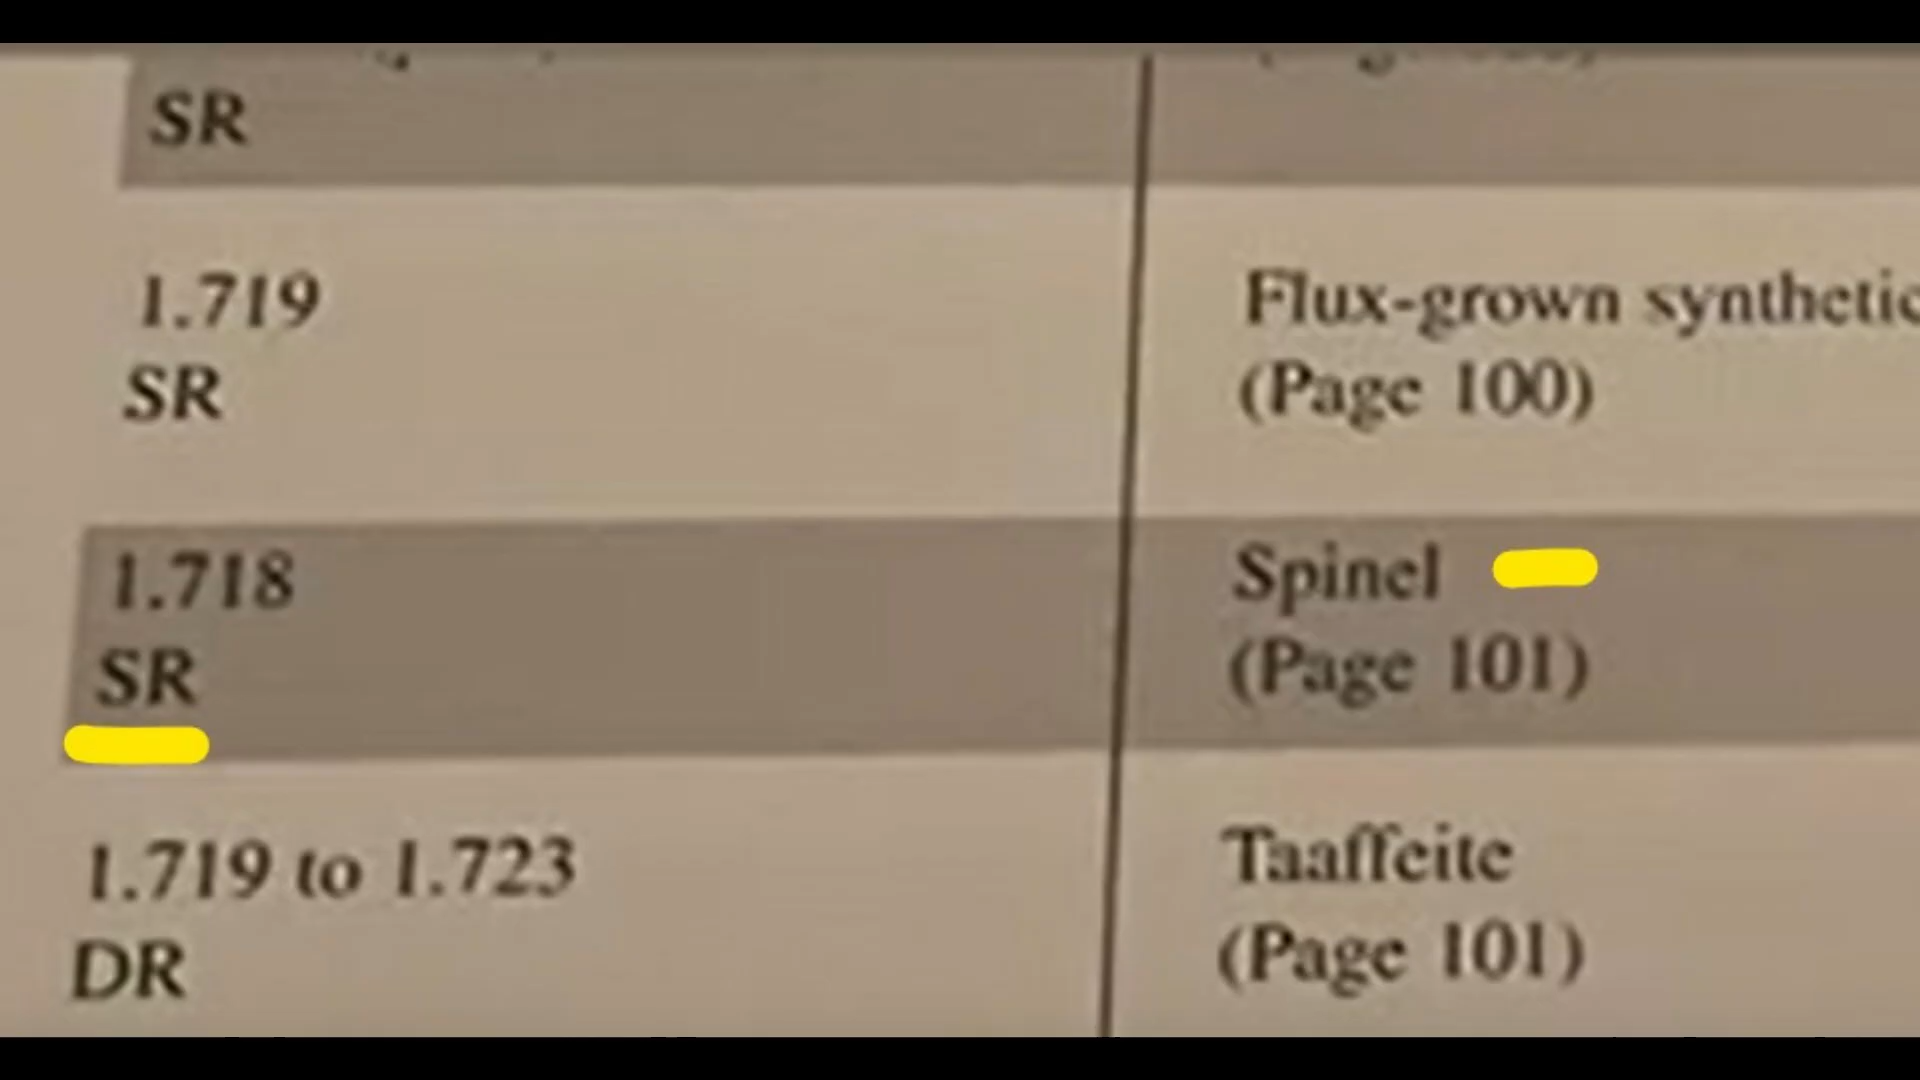 SR
1.719
SR
Flux-grown synthetic
(Page 100)
1.718
SR
Spinel
(Page 101)
1.719 to 1.723
DR
Taaffeite
(Page 101)